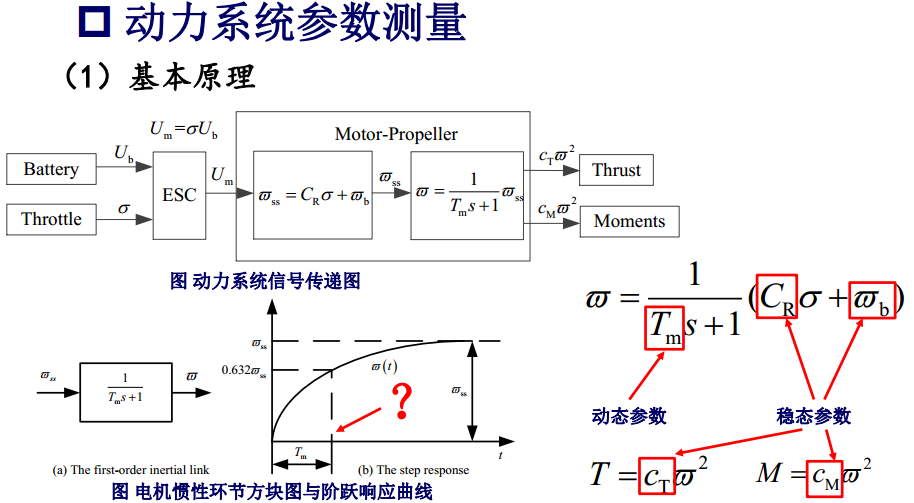 动力系统参数测量
（1）基本原理
U_m=σU_b
Motor-Propeller
Battery
U_b
Throttle
σ
ESC
U_m
ϖ_ss = C_R σ + ϖ_b
ϖ_ss
ϖ = 1/(T_m s + 1) ϖ_ss
c_T ϖ²
Thrust
c_M ϖ²
Moments
图 动力系统信号传递图
ϖ_ss
1/(T_m s + 1)
ϖ
(a) The first-order inertial link
ϖ_ss
0.632ϖ_ss
ϖ(t)
ϖ_ss
?
T_m
t
(b) The step response
图 电机惯性环节方块图与阶跃响应曲线
ϖ = 1/(T_m s + 1) (C_R σ + ϖ_b)
动态参数
稳态参数
T = c_T ϖ²
M = c_M ϖ²